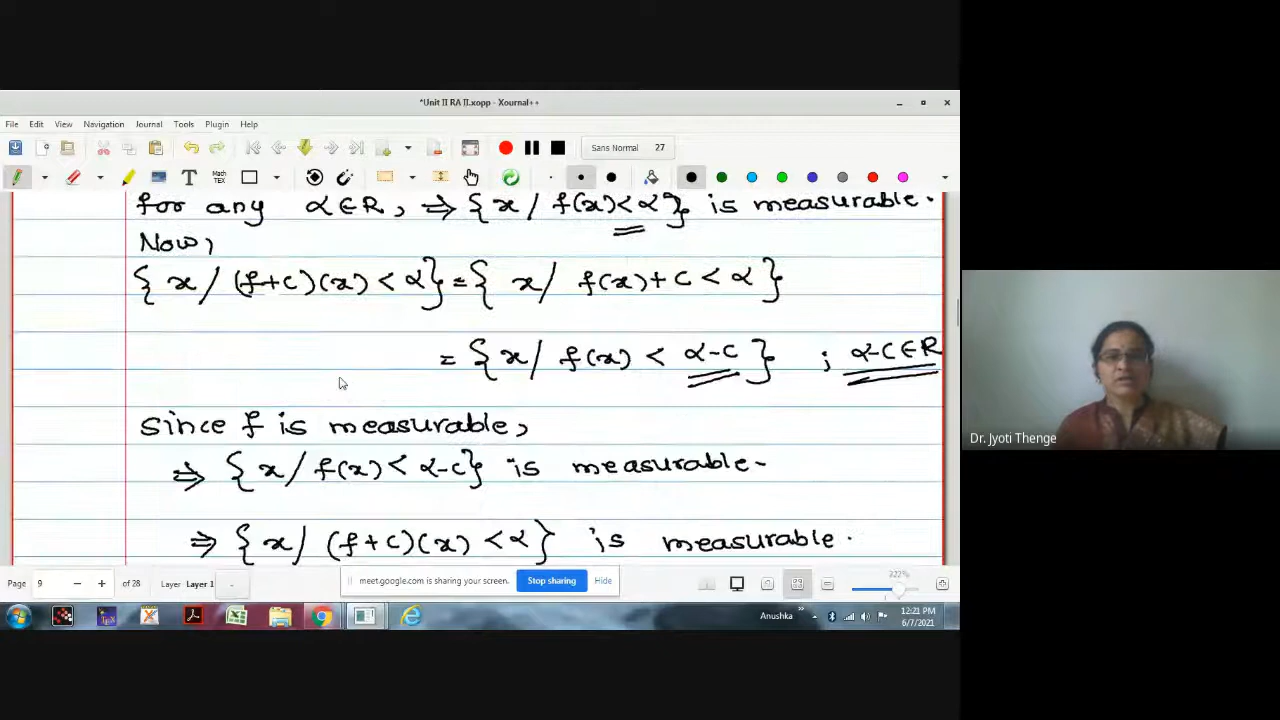 *Unit II RA II.xopp - Xournal++
File Edit View Navigation Journal Tools Plugin Help
Sans Normal 27
for any α∈R, ⇒ {x / f(x) < α} is measurable.
Now,
{x / (f+c)(x) < α} = {x / f(x)+c < α}
= {x / f(x) < α-c} ; α-c∈R
since f is measurable,
⇒ {x / f(x) < α-c} is measurable-
⇒ {x / (f+c)(x) < α} is measurable.
Dr. Jyoti Thenge
Page 9 of 28 Layer Layer 1
meet.google.com is sharing your screen. Stop sharing Hide
Anushka
12:21 PM
6/7/2021